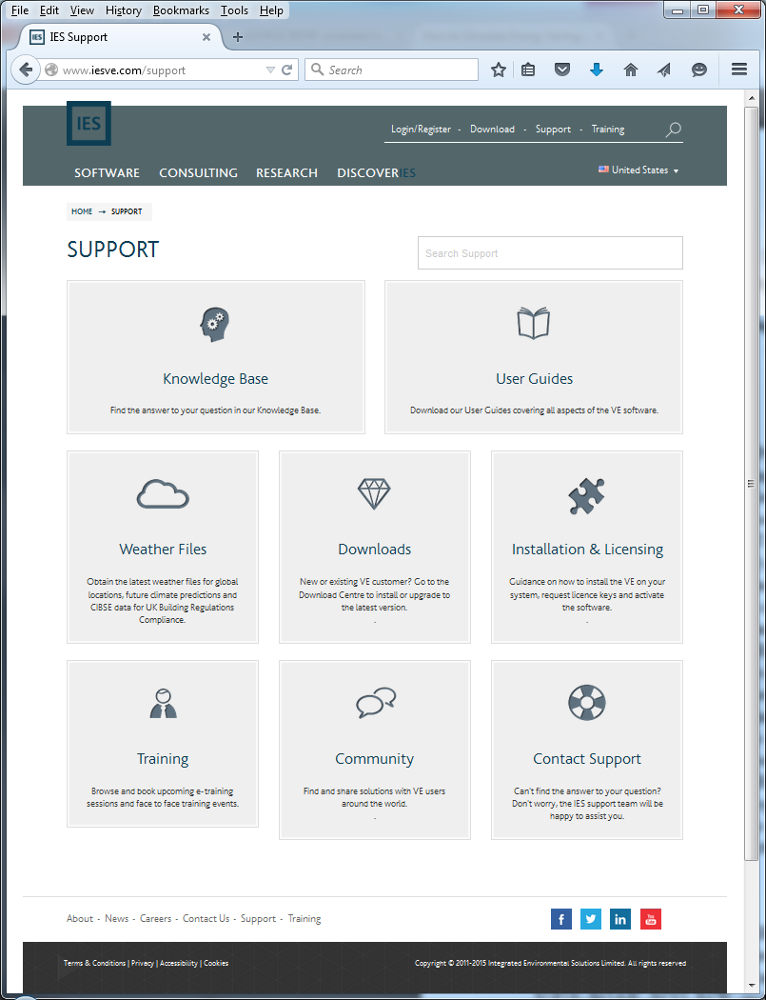 File Edit View History Bookmarks Tools Help
IES IES Support
www.iesve.com/support
Search
IES
Login/Register - Download - Support - Training
SOFTWARE CONSULTING RESEARCH DISCOVERIES
United States
HOME → SUPPORT
SUPPORT
Search Support
Knowledge Base
Find the answer to your question in our Knowledge Base.
User Guides
Download our User Guides covering all aspects of the VE software.
Weather Files
Obtain the latest weather files for global
locations, future climate predictions and
CIBSE data for UK Building Regulations
Compliance.
Downloads
New or existing VE customer? Go to the
Download Centre to install or upgrade to
the latest version.
.
Installation & Licensing
Guidance on how to install the VE on your
system, request licence keys and activate
the software.
.
Training
Browse and book upcoming e-training
sessions and face to face training events.
Community
Find and share solutions with VE users
around the world.
.
Contact Support
Can't find the answer to your question?
Don't worry, the IES support team will be
happy to assist you.
About - News - Careers - Contact Us - Support - Training
f in You Tube
Terms & Conditions | Privacy | Accessibility | Cookies
Copyright © 2011-2015 Integrated Environmental Solutions Limited. All rights reserved